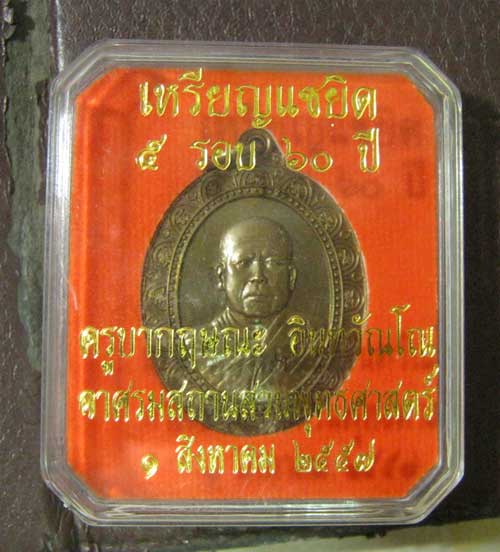 เหรียญแซยิด
๕ รอบ ๖๐ ปี
ครูบากฤษณะ อินทวัณโณ
อาศรมสถานสวนพุทธศาสตร์
๑ สิงหาคม ๒๕๕๗